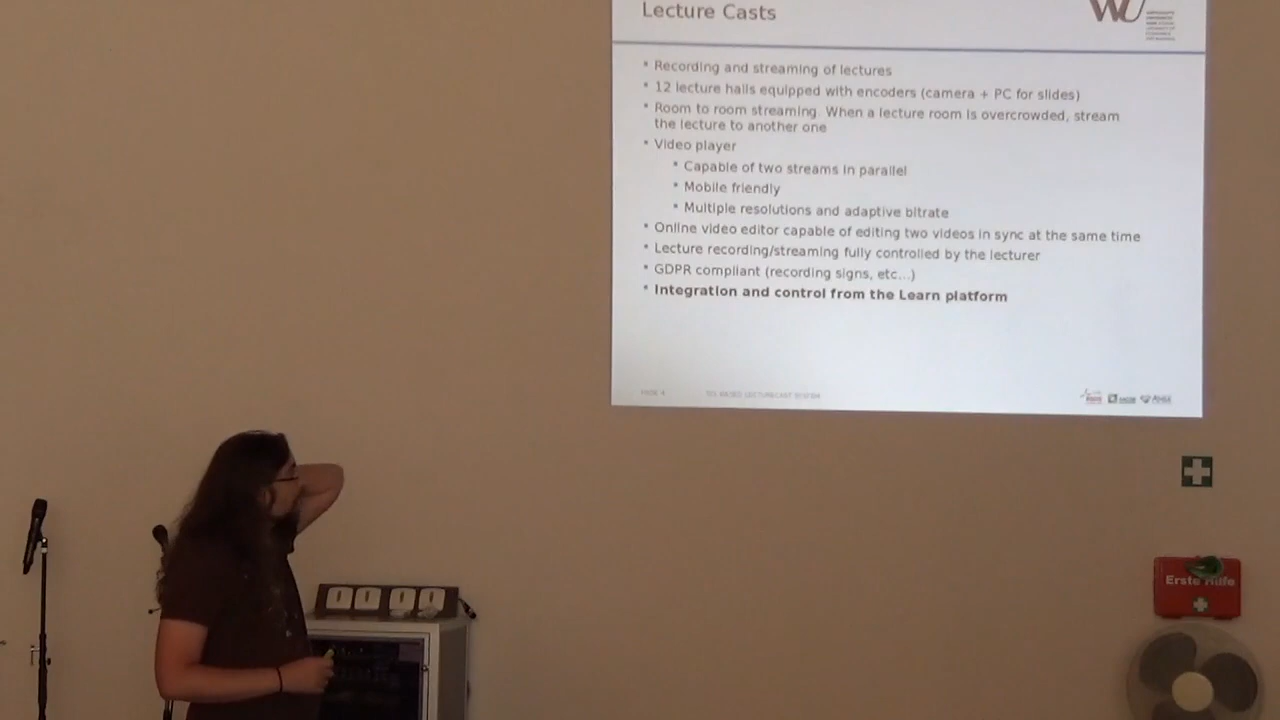 Lecture Casts
WU
* Recording and streaming of lectures
* 12 lecture halls equipped with encoders (camera + PC for slides)
* Room to room streaming. When a lecture room is overcrowded, stream
the lecture to another one
* Video player
* Capable of two streams in parallel
* Mobile friendly
* Multiple resolutions and adaptive bitrate
* Online video editor capable of editing two videos in sync at the same time
* Lecture recording/streaming fully controlled by the lecturer
* GDPR compliant (recording signs, etc...)
* Integration and control from the Learn platform
PAGE 4
Erste Hilfe